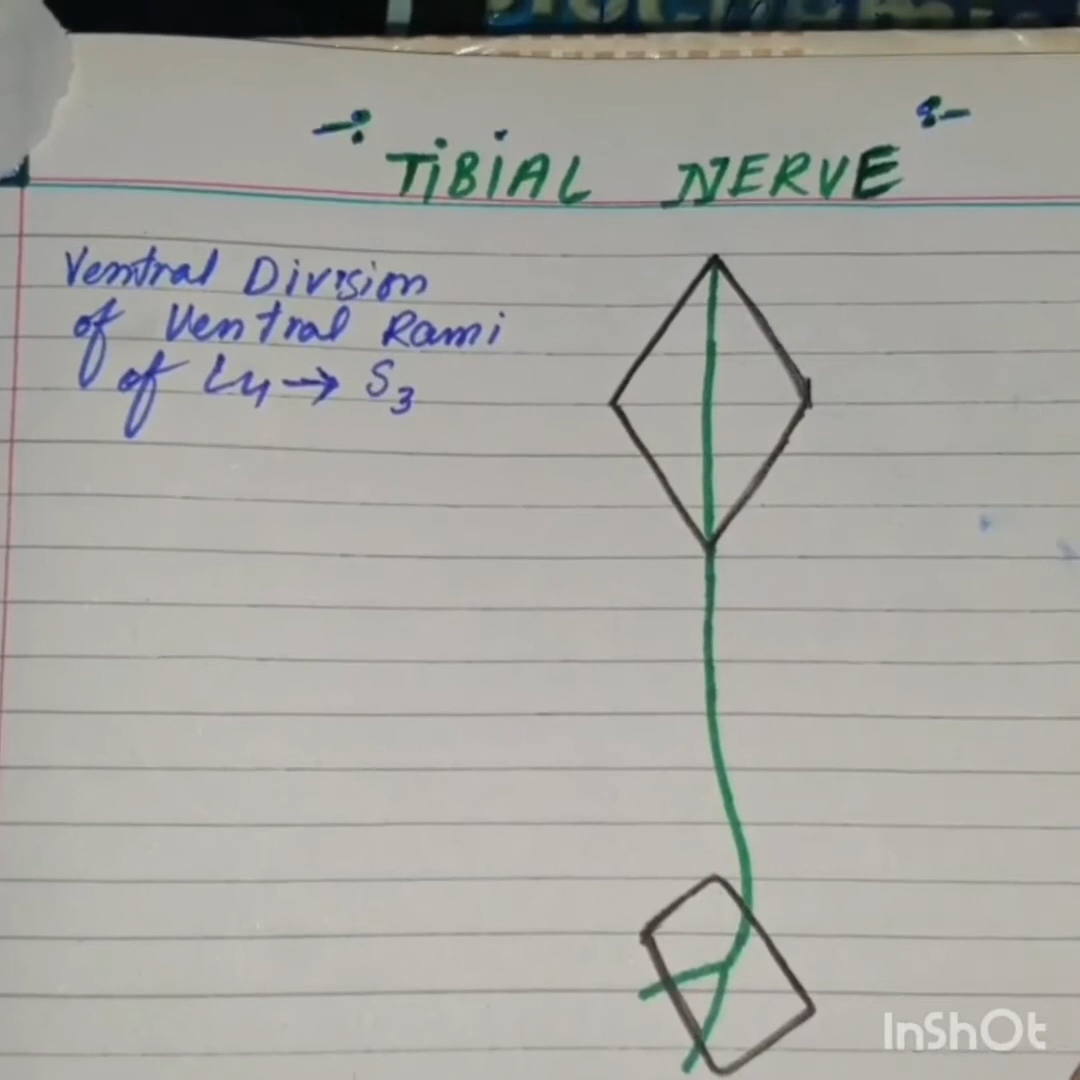 -: TiBiAL NERVE :-
Ventral Division
of Ventral Rami
of L4 → S3
InShOt